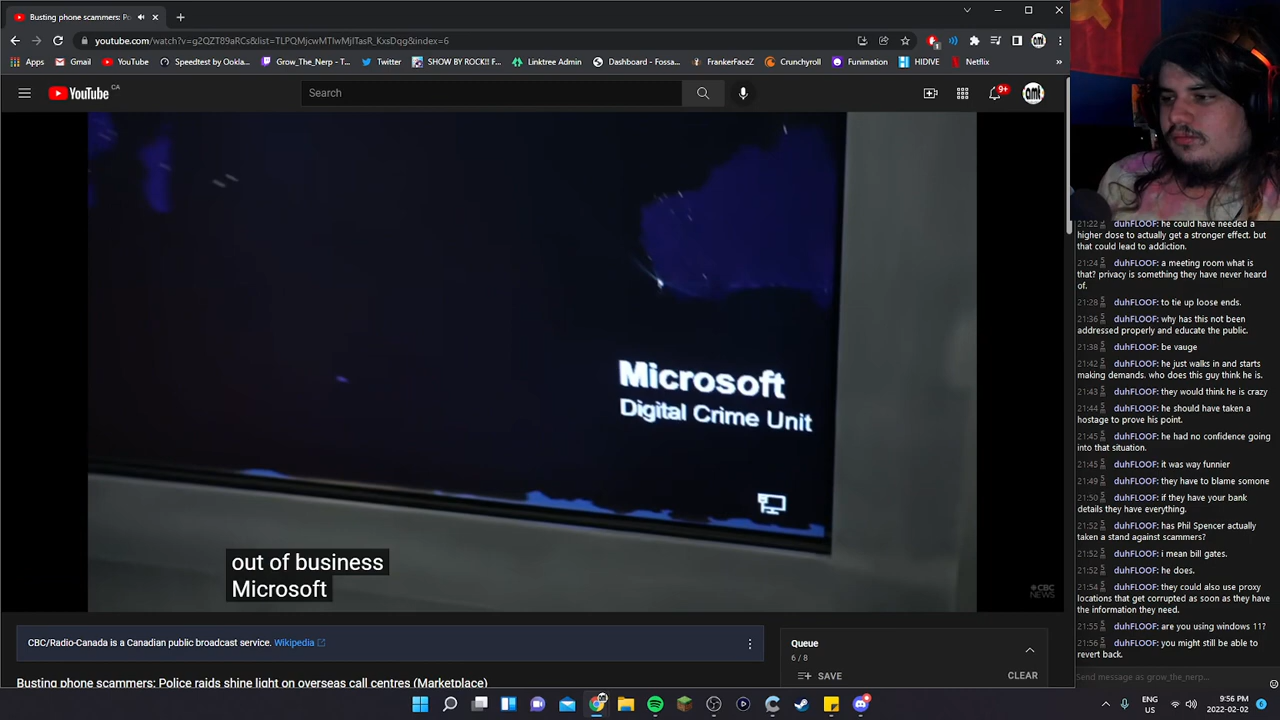 Busting phone scammers: Po
youtube.com/watch?v=g2QZT89aRCs&list=TLPQMjcwMTIwMjITasR_KxsDqg&index=6
Apps
Gmail
YouTube
Speedtest by Ookla...
Grow_The_Nerp - T...
Twitter
SHOW BY ROCK!! F...
Linktree Admin
Dashboard - Fossa...
FrankerFaceZ
Crunchyroll
Funimation
HIDIVE
Netflix
»
YouTube CA
Search
9+
amt
Microsoft
Digital Crime Unit
out of business
Microsoft
CBC
NEWS
CBC/Radio-Canada is a Canadian public broadcast service. Wikipedia
Queue
6 / 8
SAVE
CLEAR
Busting phone scammers: Police raids shine light on overseas call centres (Marketplace)
21:22 duhFLOOF: he could have needed a
higher dose to actually get a stronger effect. but
that could lead to addiction.
21:24 duhFLOOF: a meeting room what is
that? privacy is something they have never heard
of.
21:28 duhFLOOF: to tie up loose ends.
21:36 duhFLOOF: why has this not been
addressed properly and educate the public.
21:38 duhFLOOF: be vauge
21:42 duhFLOOF: he just walks in and starts
making demands. who does this guy think he is.
21:43 duhFLOOF: they would think he is crazy
21:44 duhFLOOF: he should have taken a
hostage to prove his point.
21:45 duhFLOOF: he had no confidence going
into that situation.
21:45 duhFLOOF: it was way funnier
21:49 duhFLOOF: they have to blame somone
21:50 duhFLOOF: if they have your bank
details they have everything.
21:52 duhFLOOF: has Phil Spencer actually
taken a stand against scammers?
21:52 duhFLOOF: i mean bill gates.
21:52 duhFLOOF: he does.
21:54 duhFLOOF: they could also use proxy
locations that get corrupted as soon as they have
the information they need.
21:55 duhFLOOF: are you using windows 11?
21:56 duhFLOOF: you might still be able to
revert back.
Send message as grow_the_nerp...
ENG
US
9:56 PM
2022-02-02